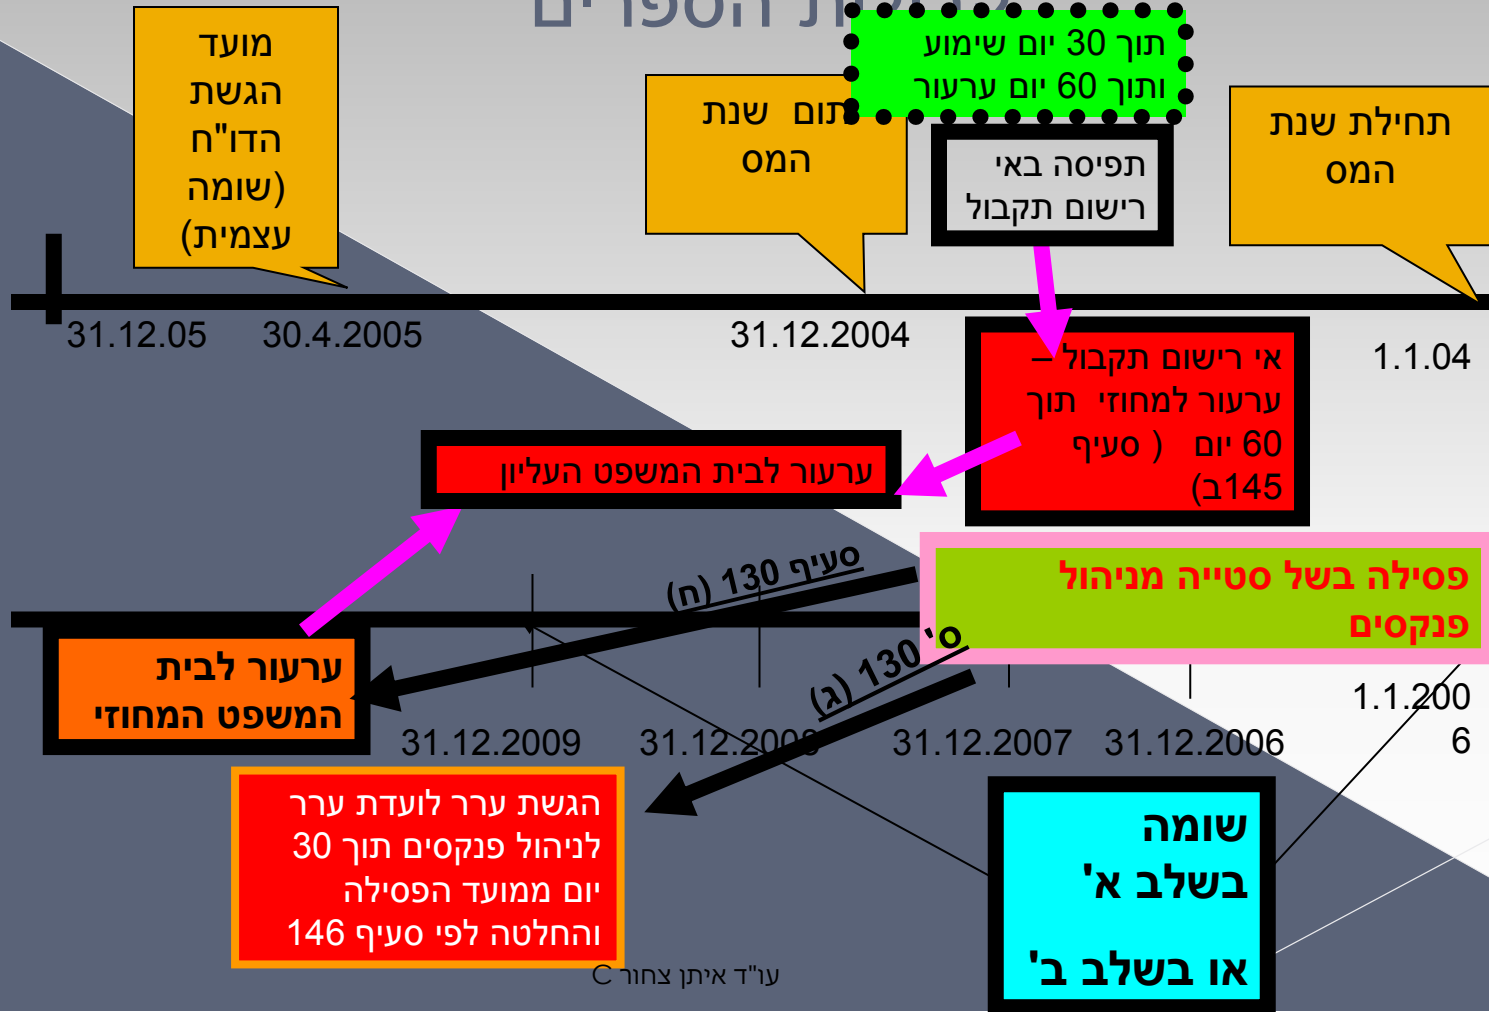 הספרים
תוך 30 יום שימוע
ותוך 60 יום ערעור
תחילת שנת
המס
תום שנת
המס
מועד
הגשת
הדו"ח
(שומה
עצמית)
תפיסה באי
רישום תקבול
1.1.04
31.12.2004
30.4.2005
31.12.05
אי רישום תקבול –
ערעור למחוזי תוך
60 יום ( סעיף
145ב)
ערעור לבית המשפט העליון
פסילה בשל סטייה מניהול
פנקסים
סעיף 130 (ח)
ס' 130 (ג)
ערעור לבית
המשפט המחוזי
1.1.200
6
31.12.2006
31.12.2007
31.12.2008
31.12.2009
הגשת ערר לועדת ערר
לניהול פנקסים תוך 30
יום ממועד הפסילה
והחלטה לפי סעיף 146
שומה
בשלב א'
או בשלב ב'
עו"ד איתן צחור C